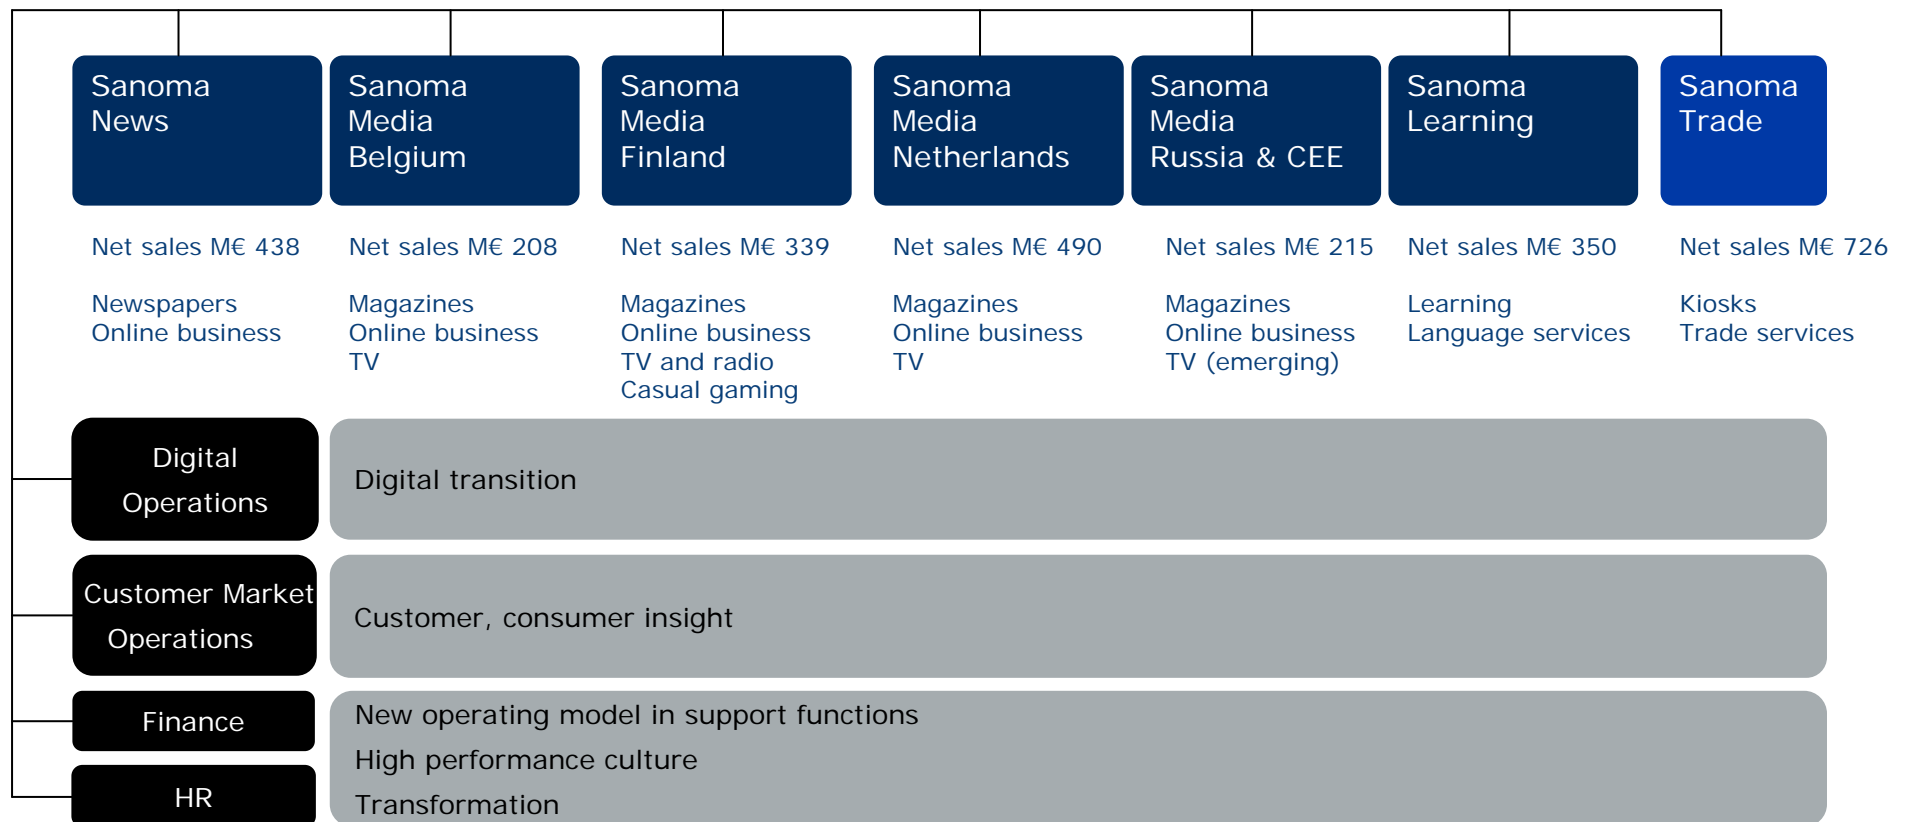 Sanoma
News
Sanoma
Media
Belgium
Sanoma
Media
Finland
Sanoma
Media
Netherlands
Sanoma
Media
Russia & CEE
Sanoma
Learning
Sanoma
Trade
Net sales M€ 438
Newspapers
Online business
Net sales M€ 208
Magazines
Online business
TV
Net sales M€ 339
Magazines
Online business
TV and radio
Casual gaming
Net sales M€ 490
Magazines
Online business
TV
Net sales M€ 215
Magazines
Online business
TV (emerging)
Net sales M€ 350
Learning
Language services
Net sales M€ 726
Kiosks
Trade services
Digital
Operations
Digital transition
Customer Market
Operations
Customer, consumer insight
Finance
HR
New operating model in support functions
High performance culture
Transformation